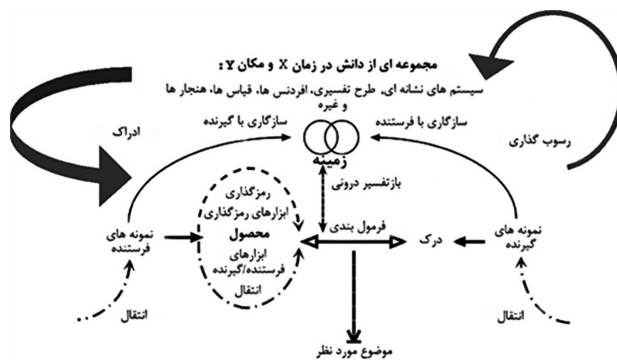 مجموعه ای از دانش در زمان X و مکان Y:
سیستم های نشانه ای، طرح تفسیری، افردنس ها، قیاس ها، هنجار ها
و غیره
ادراک
سازگاری با گیرنده
سازگاری با فرستنده
رسوب گذاری
زمینه
بازتفسیر درونی
رمزگذاری
ابزارهای رمزگذاری
محصول
ابزارهای
فرستنده/گیرنده
انتقال
فرمول بندی
درک
نمونه های
فرستنده
نمونه های
گیرنده
انتقال
انتقال
موضوع مورد نظر